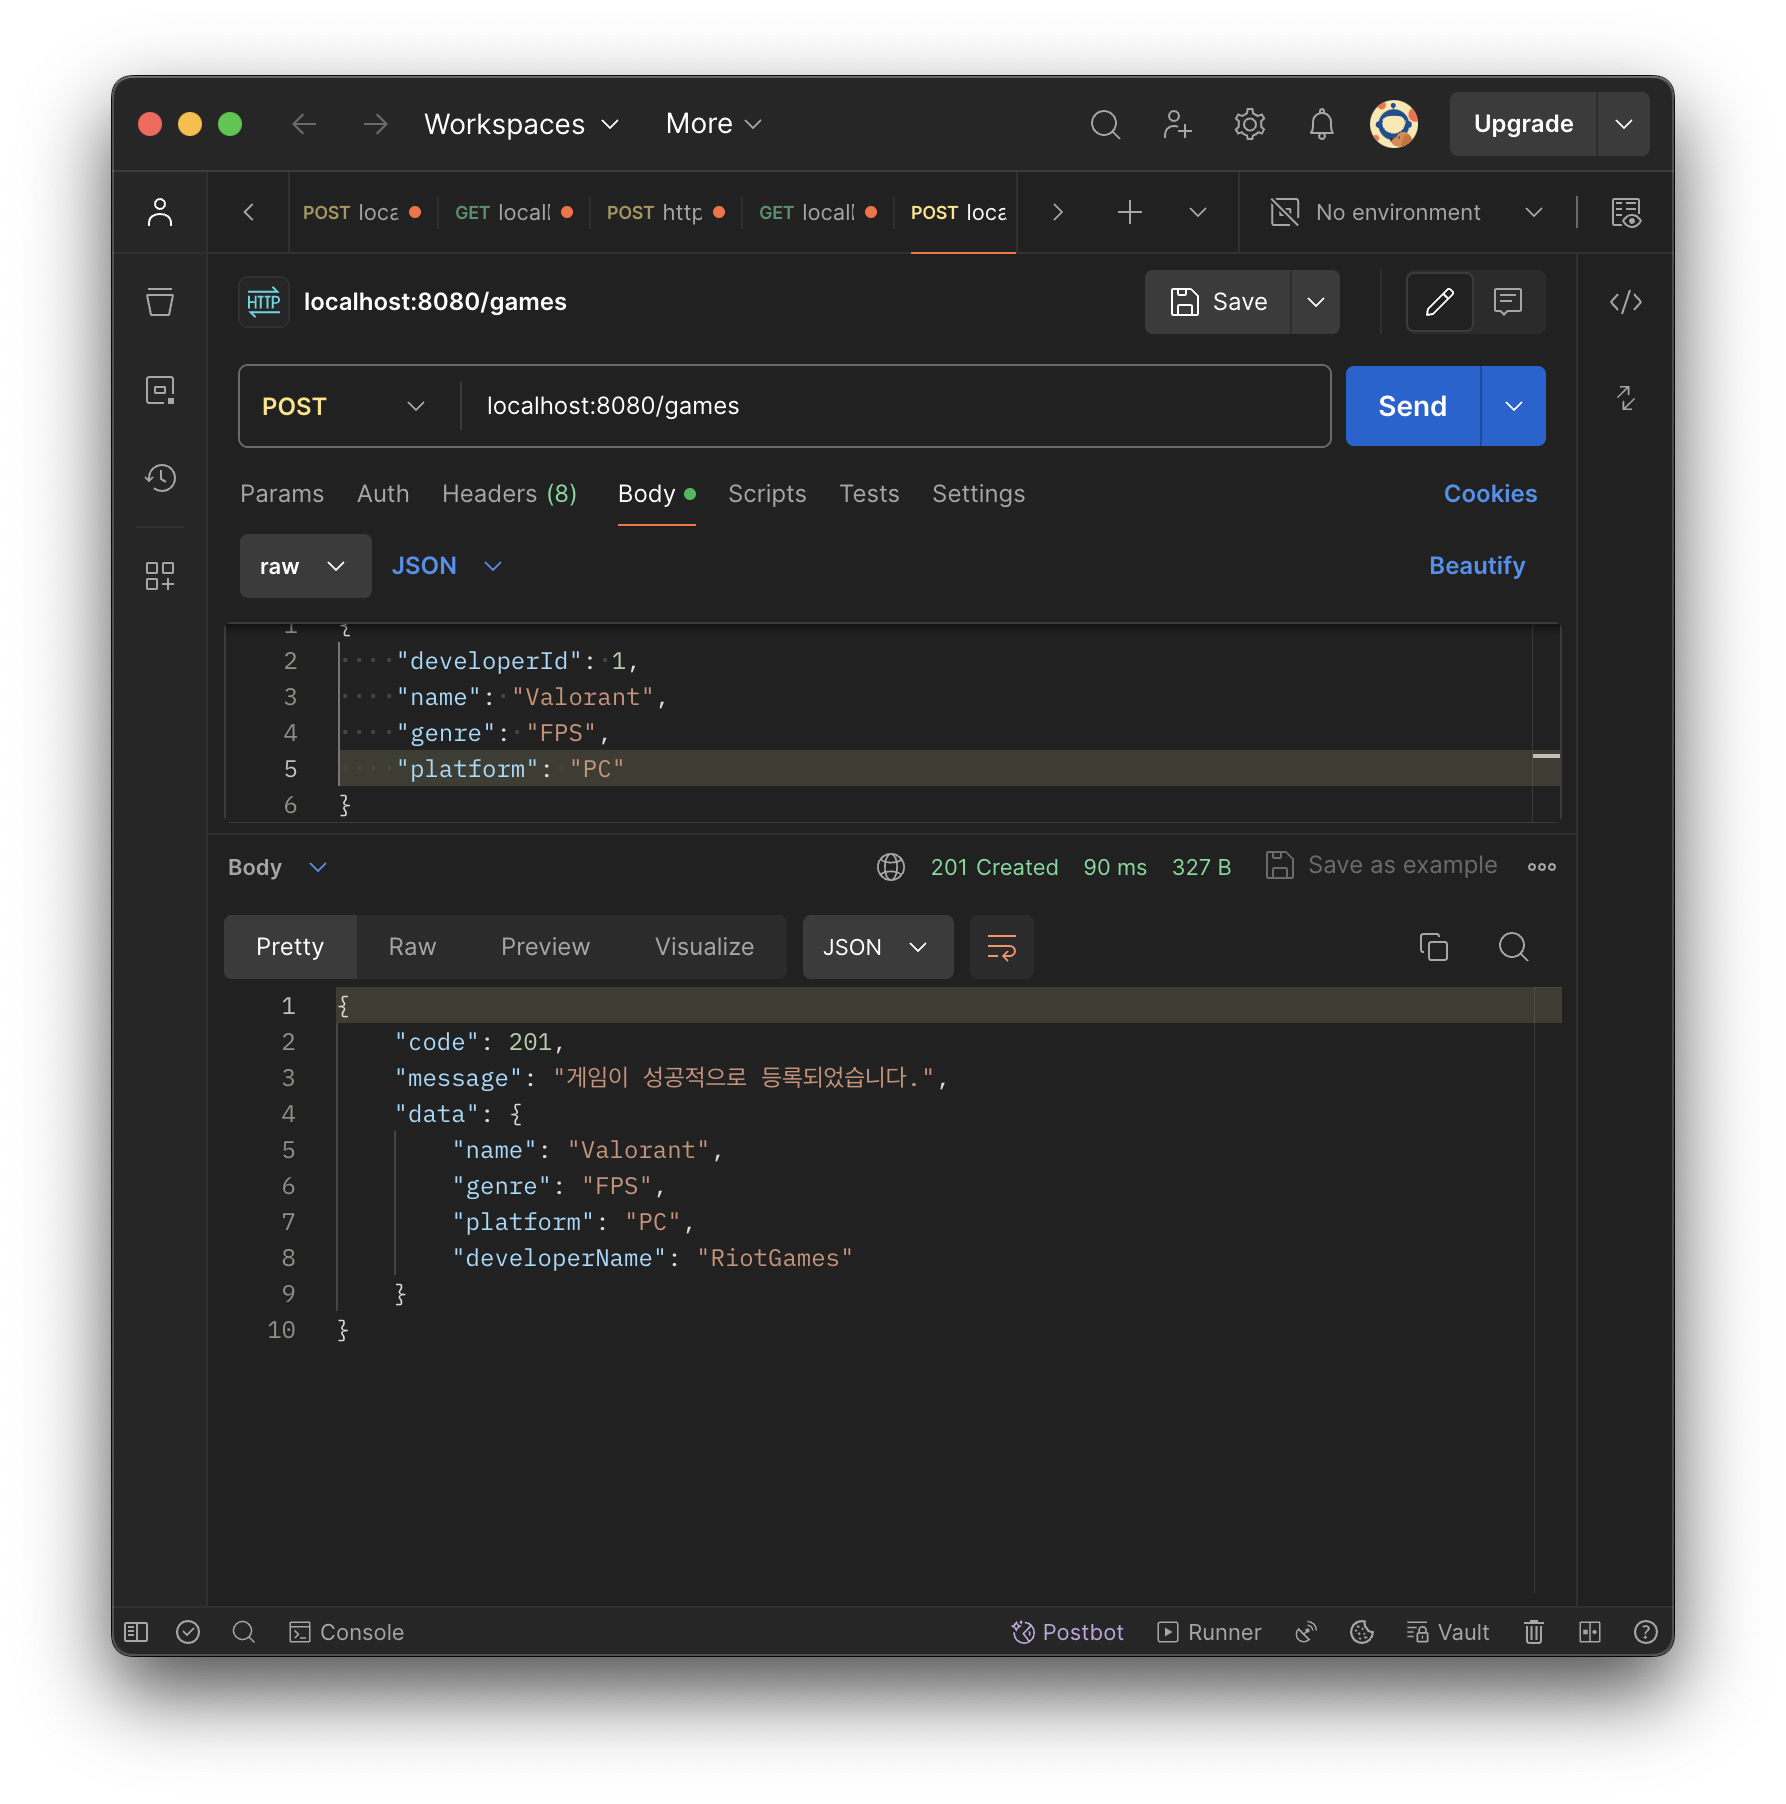 Workspaces More Upgrade
POST loca GET locall POST http GET locall POST loca No environment
HTTP localhost:8080/games Save
POST localhost:8080/games Send
Params Auth Headers (8) Body Scripts Tests Settings Cookies
raw JSON Beautify
1 {
2 "developerId": 1,
3 "name": "Valorant",
4 "genre": "FPS",
5 "platform": "PC"
6 }
Body 201 Created 90 ms 327 B Save as example
Pretty Raw Preview Visualize JSON
1 {
2 "code": 201,
3 "message": "게임이 성공적으로 등록되었습니다.",
4 "data": {
5 "name": "Valorant",
6 "genre": "FPS",
7 "platform": "PC",
8 "developerName": "RiotGames"
9 }
10 }
Console Postbot Runner Vault